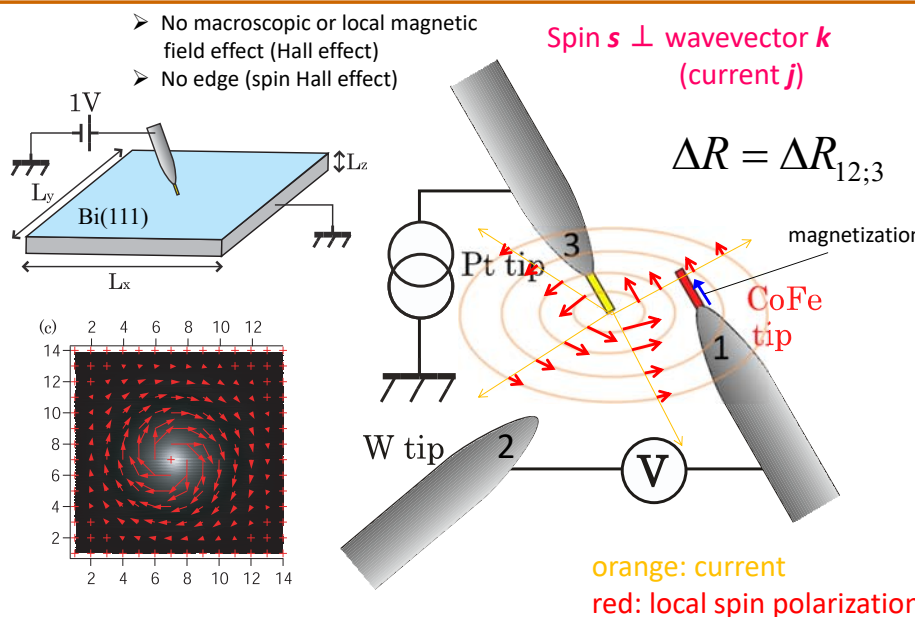 ➢ No macroscopic or local magnetic
field effect (Hall effect)
➢ No edge (spin Hall effect)
Spin s ⊥ wavevector k
(current j)
ΔR = ΔR12;3
1V
Lz
Ly
Bi(111)
Lx
3
Pt tip
magnetization
CoFe
tip
1
W tip
2
V
(c)
2 4 6 8 10 12
14
12
10
8
6
4
2
2 4 6 8 10 12 14
orange: current
red: local spin polarization